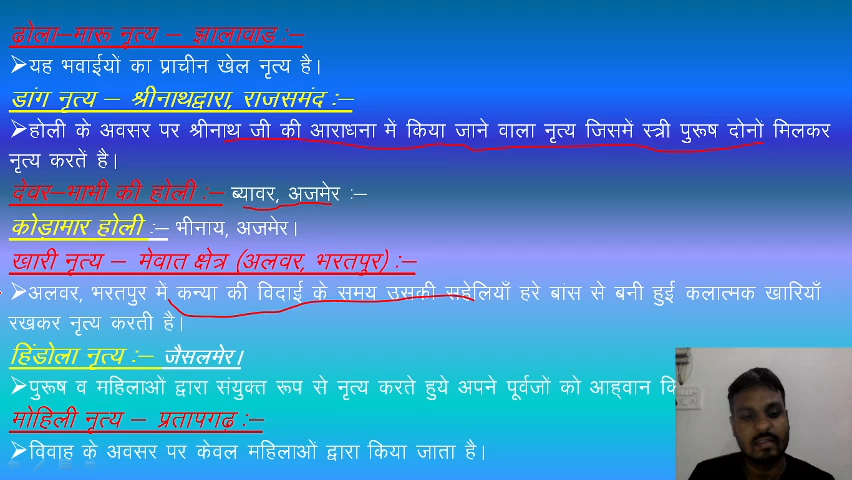 ढ़ोला–मारू नृत्य – झालावाड़ :–
➢यह भवाईयों का प्राचीन खेल नृत्य है।
डांग नृत्य – श्रीनाथद्वारा, राजसमंद :–
➢होली के अवसर पर श्रीनाथ जी की आराधना में किया जाने वाला नृत्य जिसमें स्त्री पुरूष दोनों मिलकर
नृत्य करतें है।
देवर–भाभी की होली :– ब्यावर, अजमेर :–
कोड़ामार होली :– भीनाय, अजमेर।
खारी नृत्य – मेवात क्षेत्र (अलवर, भरतपुर) :–
➢अलवर, भरतपुर में कन्या की विदाई के समय उसकी सहेलियाँ हरे बांस से बनी हुई कलात्मक खारियाँ
रखकर नृत्य करती है।
हिंडोला नृत्य :– जैसलमेर।
➢पुरूष व महिलाओं द्वारा संयुक्त रूप से नृत्य करते हुये अपने पूर्वजों को आह्वान
मोहिली नृत्य – प्रतापगढ़ :–
➢विवाह के अवसर पर केवल महिलाओं द्वारा किया जाता है।